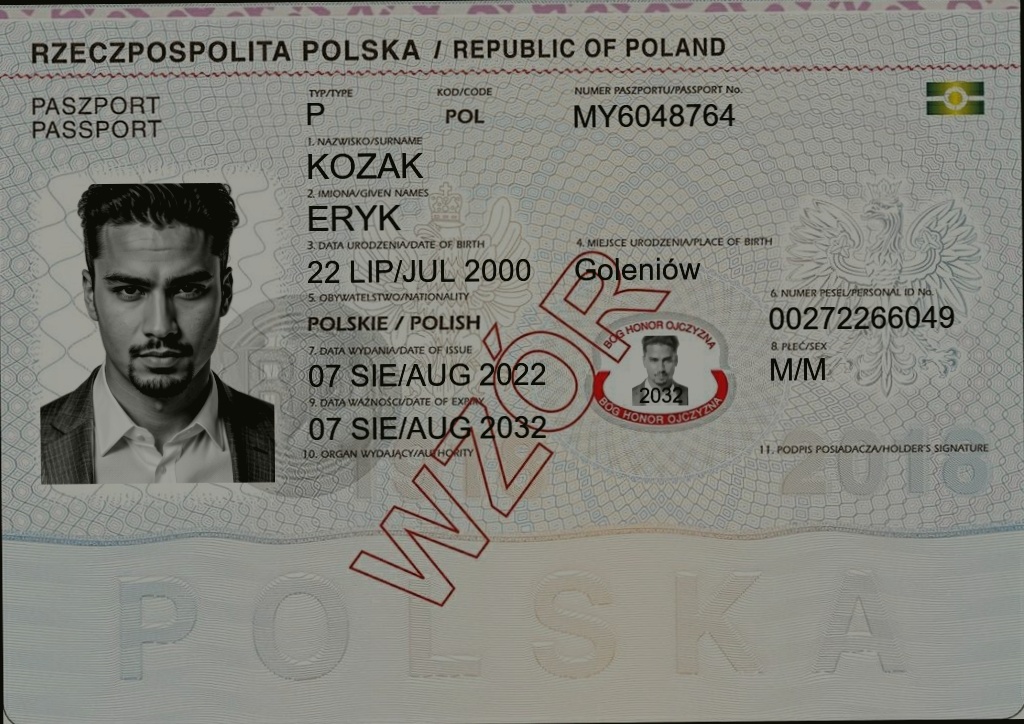 RZECZPOSPOLITA POLSKA / REPUBLIC OF POLAND
PASZPORT
PASSPORT
TYP/TYPE
P
KOD/CODE
POL
NUMER PASZPORTU/PASSPORT No.
MY6048764
1. NAZWISKO/SURNAME
KOZAK
2. IMIONA/GIVEN NAMES
ERYK
3. DATA URODZENIA/DATE OF BIRTH
22 LIP/JUL 2000
4. MIEJSCE URODZENIA/PLACE OF BIRTH
Goleniów
5. OBYWATELSTWO/NATIONALITY
POLSKIE / POLISH
6. NUMER PESEL/PERSONAL ID No.
00272266049
7. DATA WYDANIA/DATE OF ISSUE
07 SIE/AUG 2022
8. PŁEĆ/SEX
M/M
9. DATA WAŻNOŚCI/DATE OF EXPIRY
07 SIE/AUG 2032
10. ORGAN WYDAJĄCY/AUTHORITY
11. PODPIS POSIADACZA/HOLDER'S SIGNATURE
BÓG HONOR OJCZYZNA
2032
BÓG HONOR OJCZYZNA
WZÓR
2018
POLSKA